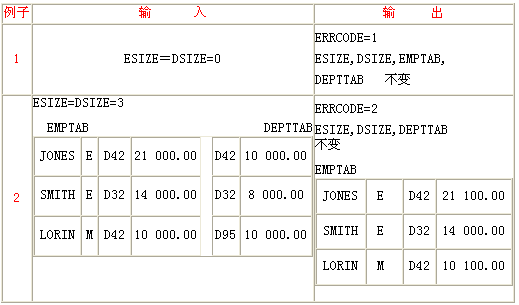 例子 输 入 输 出
1 ESIZE=DSIZE=0
ERRCODE=1
ESIZE,DSIZE,EMPTAB,
DEPTTAB 不变
2 ESIZE=DSIZE=3
EMPTAB DEPTTAB
JONES E D42 21 000.00 D42 10 000.00
SMITH E D32 14 000.00 D32 8 000.00
LORIN M D42 10 000.00 D95 10 000.00
ERRCODE=2
ESIZE,DSIZE,DEPTTAB
不变
EMPTAB
JONES E D42 21 100.00
SMITH E D32 14 000.00
LORIN M D42 10 100.00